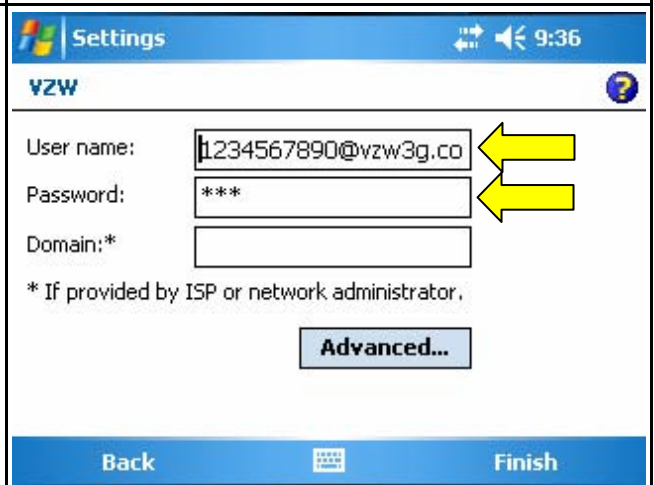 Settings 9:36
VZW
User name: 1234567890@vzw3g.co
Password: ***
Domain:*
* If provided by ISP or network administrator.
Advanced...
Back Finish